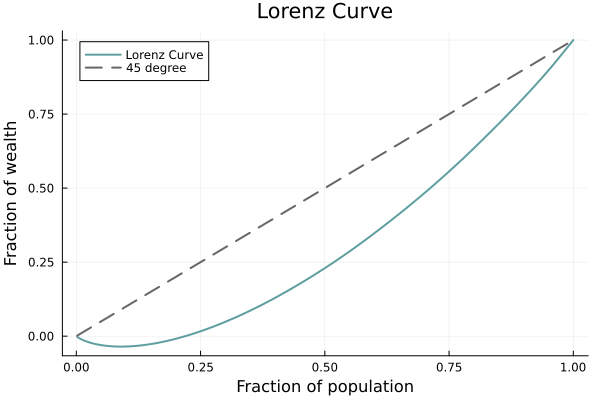 Lorenz Curve
Lorenz Curve
45 degree
1.00
0.75
0.50
0.25
0.00
Fraction of wealth
0.00 0.25 0.50 0.75 1.00
Fraction of population